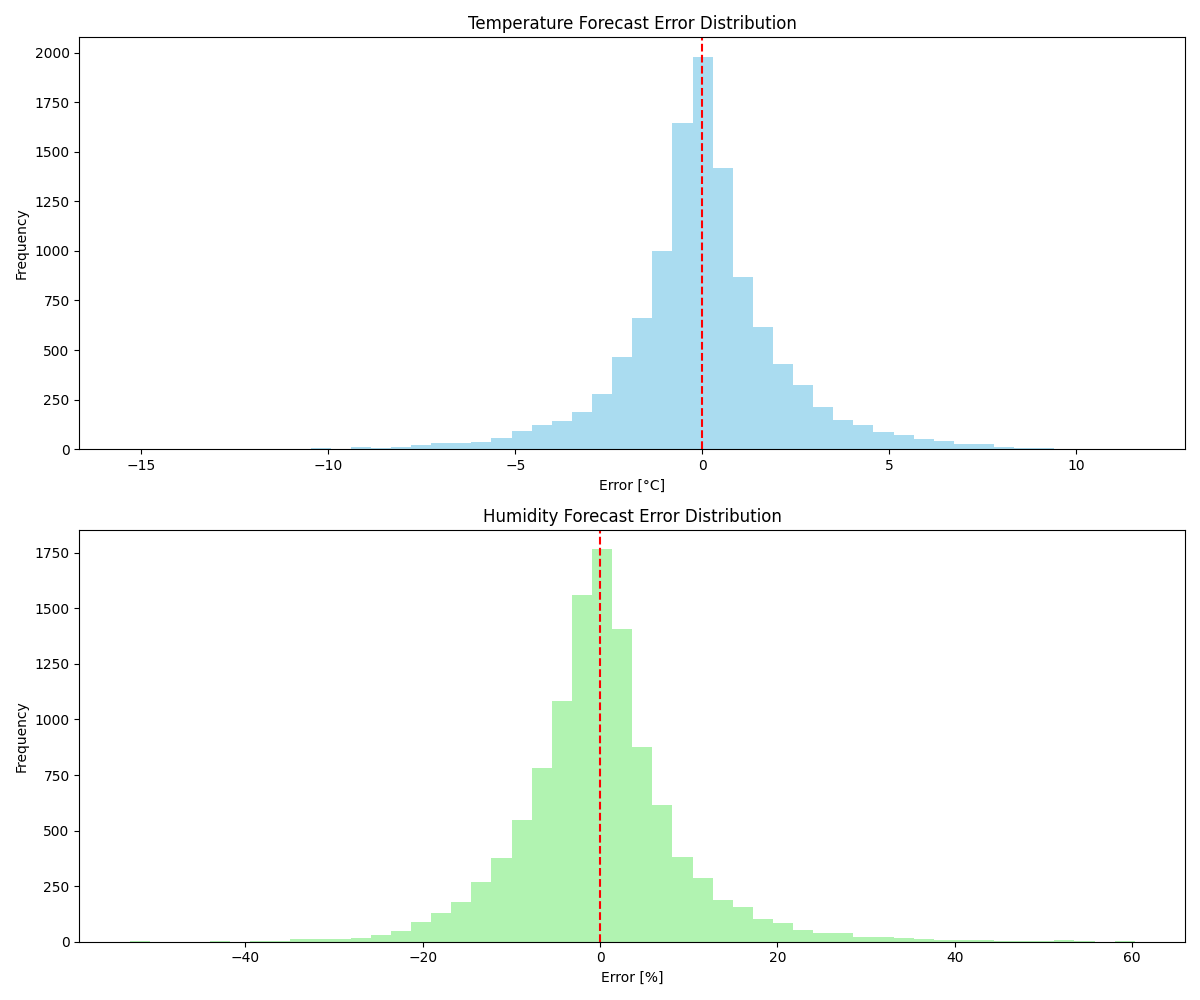 Temperature Forecast Error Distribution
2000
1750
1500
1250
1000
750
500
250
0
Frequency
−15 −10 −5 0 5 10
Error [°C]
Humidity Forecast Error Distribution
1750
1500
1250
1000
750
500
250
0
Frequency
−40 −20 0 20 40 60
Error [%]